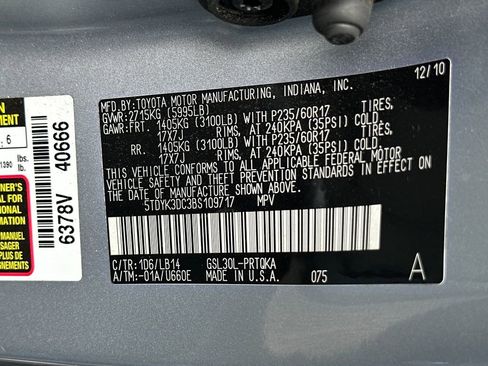 12/10
MFD. BY: TOYOTA MOTOR MANUFACTURING, INDIANA, INC.
GVWR: 2715KG (5995LB)
GAWR: FRT. 1405KG (3100LB) WITH P235/60R17 TIRES,
17X7J RIMS, AT 240KPA (35PSI) COLD.
RR. 1405KG (3100LB) WITH P235/60R17 TIRES,
17X7J RIMS, AT 240KPA (35PSI) COLD.
THIS VEHICLE CONFORMS TO ALL APPLICABLE FEDERAL MOTOR
VEHICLE SAFETY AND THEFT PREVENTION STANDARDS IN EFFECT ON
THE DATE OF MANUFACTURE SHOWN ABOVE.
5TDYK3DC3BS109717 MPV
C/TR: 1D6/LB14 GSL30L-PRTQKA
A/TM: -01A/U660E MADE IN U.S.A. 075
A
6378V 40666
1390 lbs.